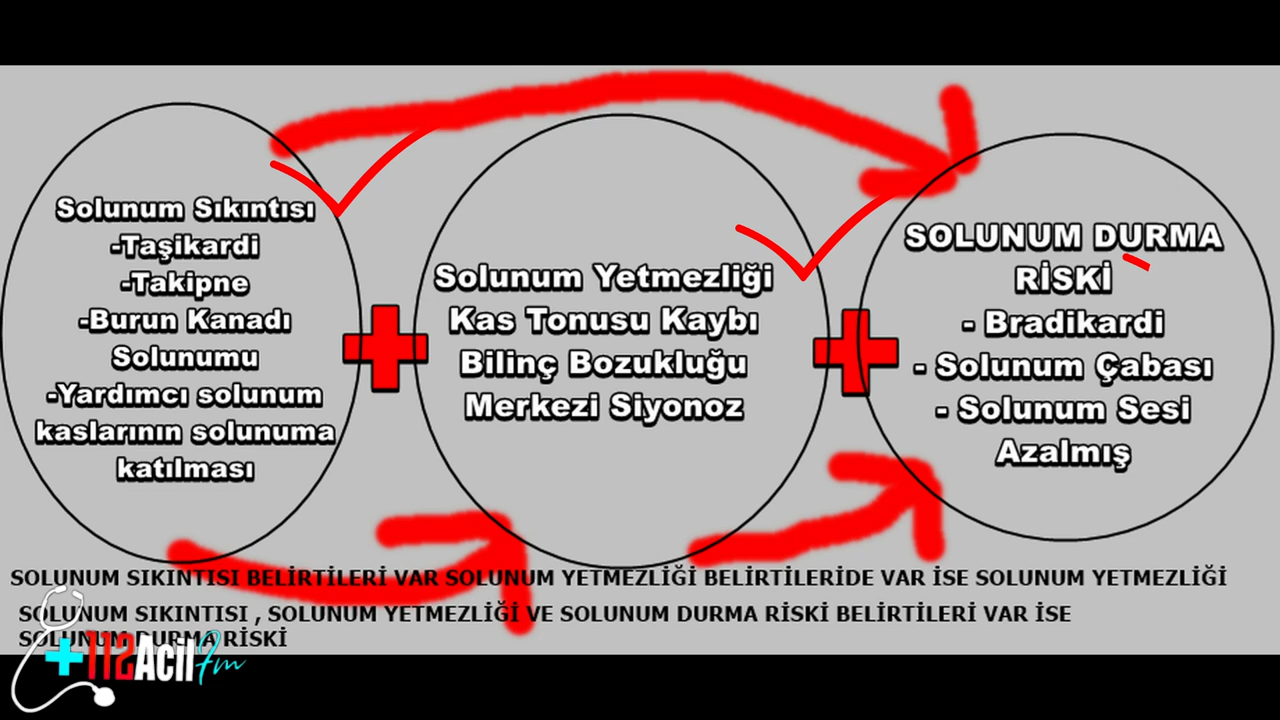 Solunum Sıkıntısı
-Taşikardi
-Takipne
-Burun Kanadı
Solunumu
-Yardımcı solunum
kaslarının solunuma
katılması
Solunum Yetmezliği
Kas Tonusu Kaybı
Bilinç Bozukluğu
Merkezi Siyonoz
SOLUNUM DURMA
RİSKİ
- Bradikardi
- Solunum Çabası
- Solunum Sesi
Azalmış
SOLUNUM SIKINTISI BELİRTİLERİ VAR SOLUNUM YETMEZLİĞİ BELİRTİLERİDE VAR İSE SOLUNUM YETMEZLİĞİ
SOLUNUM SIKINTISI , SOLUNUM YETMEZLİĞİ VE SOLUNUM DURMA RİSKİ BELİRTİLERİ VAR İSE
SOLUNUM DURMA RİSKİ
112Acil7m